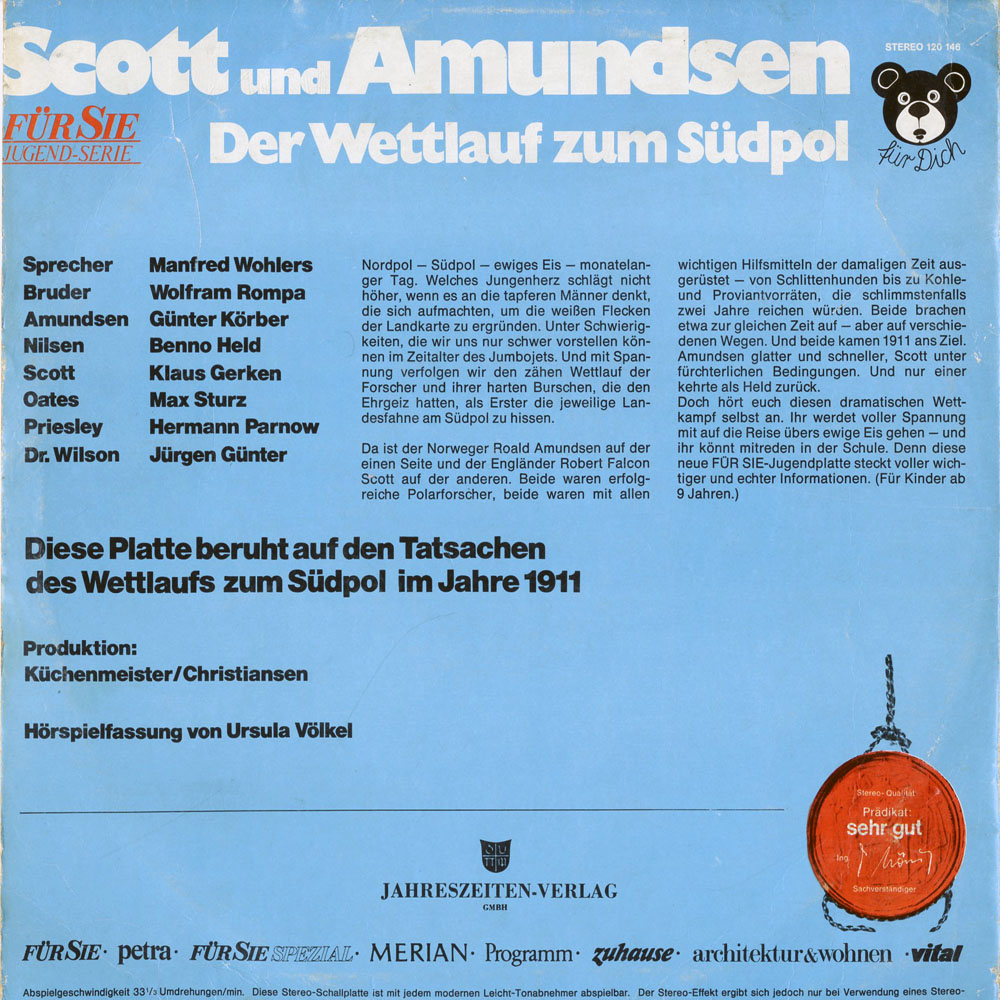 Scott und Amundsen
STEREO 120 146
FÜR SIE
JUGEND-SERIE
Der Wettlauf zum Südpol
für Dich
Sprecher Manfred Wohlers
Bruder Wolfram Rompa
Amundsen Günter Körber
Nilsen Benno Held
Scott Klaus Gerken
Oates Max Sturz
Priesley Hermann Parnow
Dr. Wilson Jürgen Günter
Nordpol – Südpol – ewiges Eis – monatelan-
ger Tag. Welches Jungenherz schlägt nicht
höher, wenn es an die tapferen Männer denkt,
die sich aufmachten, um die weißen Flecken
der Landkarte zu ergründen. Unter Schwierig-
keiten, die wir uns nur schwer vorstellen kön-
nen im Zeitalter des Jumbojets. Und mit Span-
nung verfolgen wir den zähen Wettlauf der
Forscher und ihrer harten Burschen, die den
Ehrgeiz hatten, als Erster die jeweilige Lan-
desfahne am Südpol zu hissen.
Da ist der Norweger Roald Amundsen auf der
einen Seite und der Engländer Robert Falcon
Scott auf der anderen. Beide waren erfolg-
reiche Polarforscher, beide waren mit allen
wichtigen Hilfsmitteln der damaligen Zeit aus-
gerüstet – von Schlittenhunden bis zu Kohle-
und Proviantvorräten, die schlimmstenfalls
zwei Jahre reichen würden. Beide brachen
etwa zur gleichen Zeit auf – aber auf verschie-
denen Wegen. Und beide kamen 1911 ans Ziel.
Amundsen glatter und schneller, Scott unter
fürchterlichen Bedingungen. Und nur einer
kehrte als Held zurück.
Doch hört euch diesen dramatischen Wett-
kampf selbst an. Ihr werdet voller Spannung
mit auf die Reise übers ewige Eis gehen – und
ihr könnt mitreden in der Schule. Denn diese
neue FÜR SIE-Jugendplatte steckt voller wich-
tiger und echter Informationen. (Für Kinder ab
9 Jahren.)
Diese Platte beruht auf den Tatsachen
des Wettlaufs zum Südpol im Jahre 1911
Produktion:
Küchenmeister/Christiansen
Hörspielfassung von Ursula Völkel
Stereo-Qualität
Prädikat:
sehr gut
Ing.
Sachverständiger
JAHRESZEITEN-VERLAG
GMBH
FÜR SIE · petra · FÜR SIE SPEZIAL · MERIAN · Programm · zuhause · architektur & wohnen · vital
Abspielgeschwindigkeit 33 1/3 Umdrehungen/min. Diese Stereo-Schallplatte ist mit jedem modernen Leicht-Tonabnehmer abspielbar. Der Stereo-Effekt ergibt sich jedoch nur bei Verwendung eines Stereo-